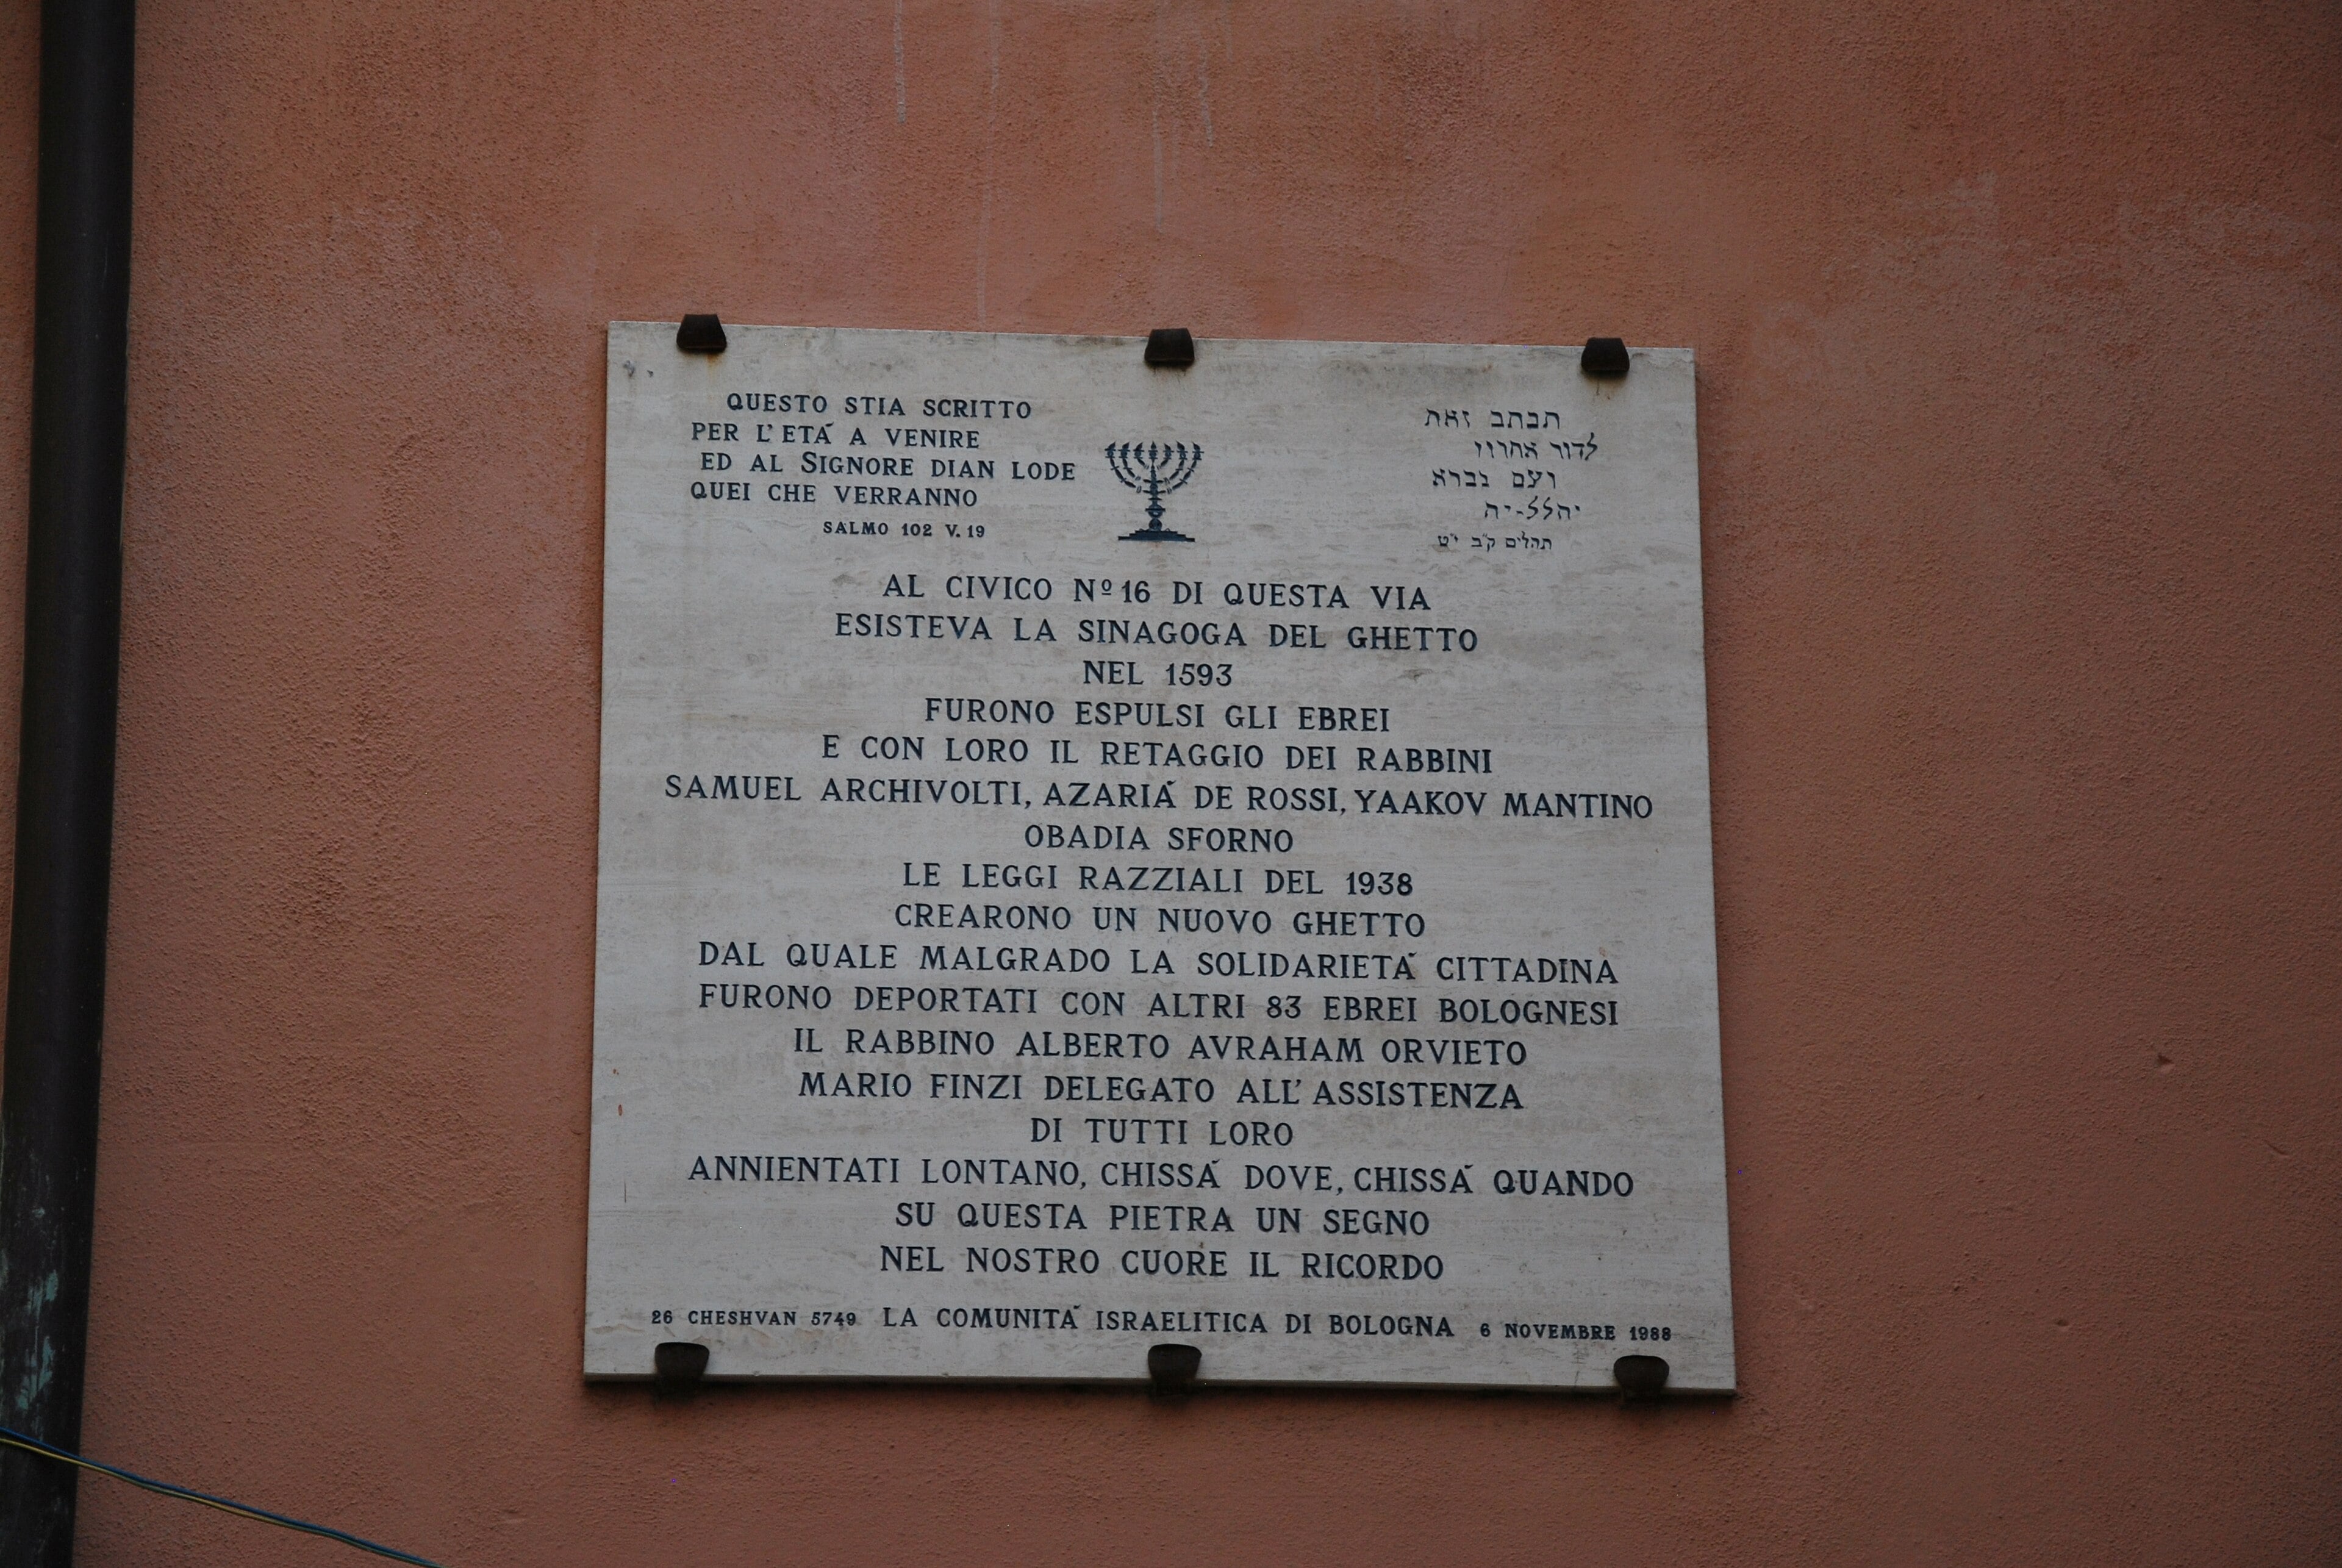 QUESTO STIA SCRITTO
PER L'ETÁ A VENIRE
ED AL SIGNORE DIAN LODE
QUEI CHE VERRANNO
SALMO 102 V. 19
תכתב זאת
לדור אחרון
ועם נברא
יהלל-יה
תהלים ק"ב י"ט
AL CIVICO Nº 16 DI QUESTA VIA
ESISTEVA LA SINAGOGA DEL GHETTO
NEL 1593
FURONO ESPULSI GLI EBREI
E CON LORO IL RETAGGIO DEI RABBINI
SAMUEL ARCHIVOLTI, AZARIÁ DE ROSSI, YAAKOV MANTINO
OBADIA SFORNO
LE LEGGI RAZZIALI DEL 1938
CREARONO UN NUOVO GHETTO
DAL QUALE MALGRADO LA SOLIDARIETÁ CITTADINA
FURONO DEPORTATI CON ALTRI 83 EBREI BOLOGNESI
IL RABBINO ALBERTO AVRAHAM ORVIETO
MARIO FINZI DELEGATO ALL'ASSISTENZA
DI TUTTI LORO
ANNIENTATI LONTANO, CHISSÁ DOVE, CHISSÁ QUANDO
SU QUESTA PIETRA UN SEGNO
NEL NOSTRO CUORE IL RICORDO
26 CHESHVAN 5749 LA COMUNITÁ ISRAELITICA DI BOLOGNA 6 NOVEMBRE 1988